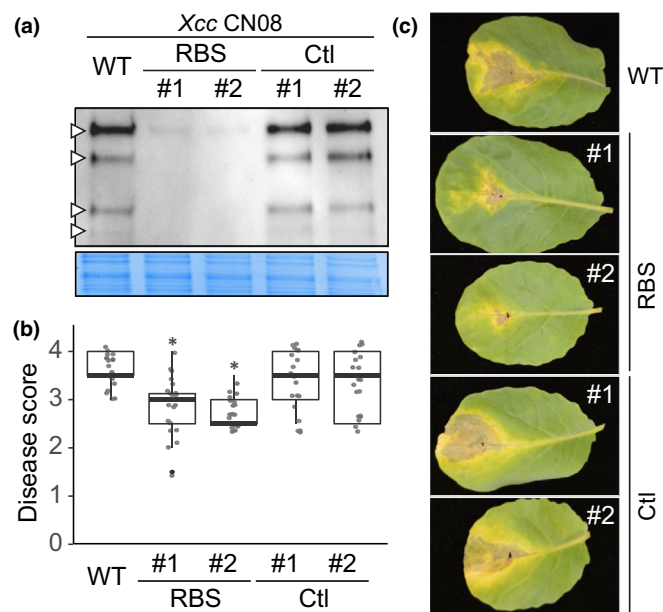 (a)
Xcc CN08
WT RBS Ctl
#1 #2 #1 #2
(b)
Disease score
4
3
2
1
0
* *
WT #1 #2 #1 #2
RBS Ctl
(c)
WT
#1
#2
RBS
#1
#2
Ctl